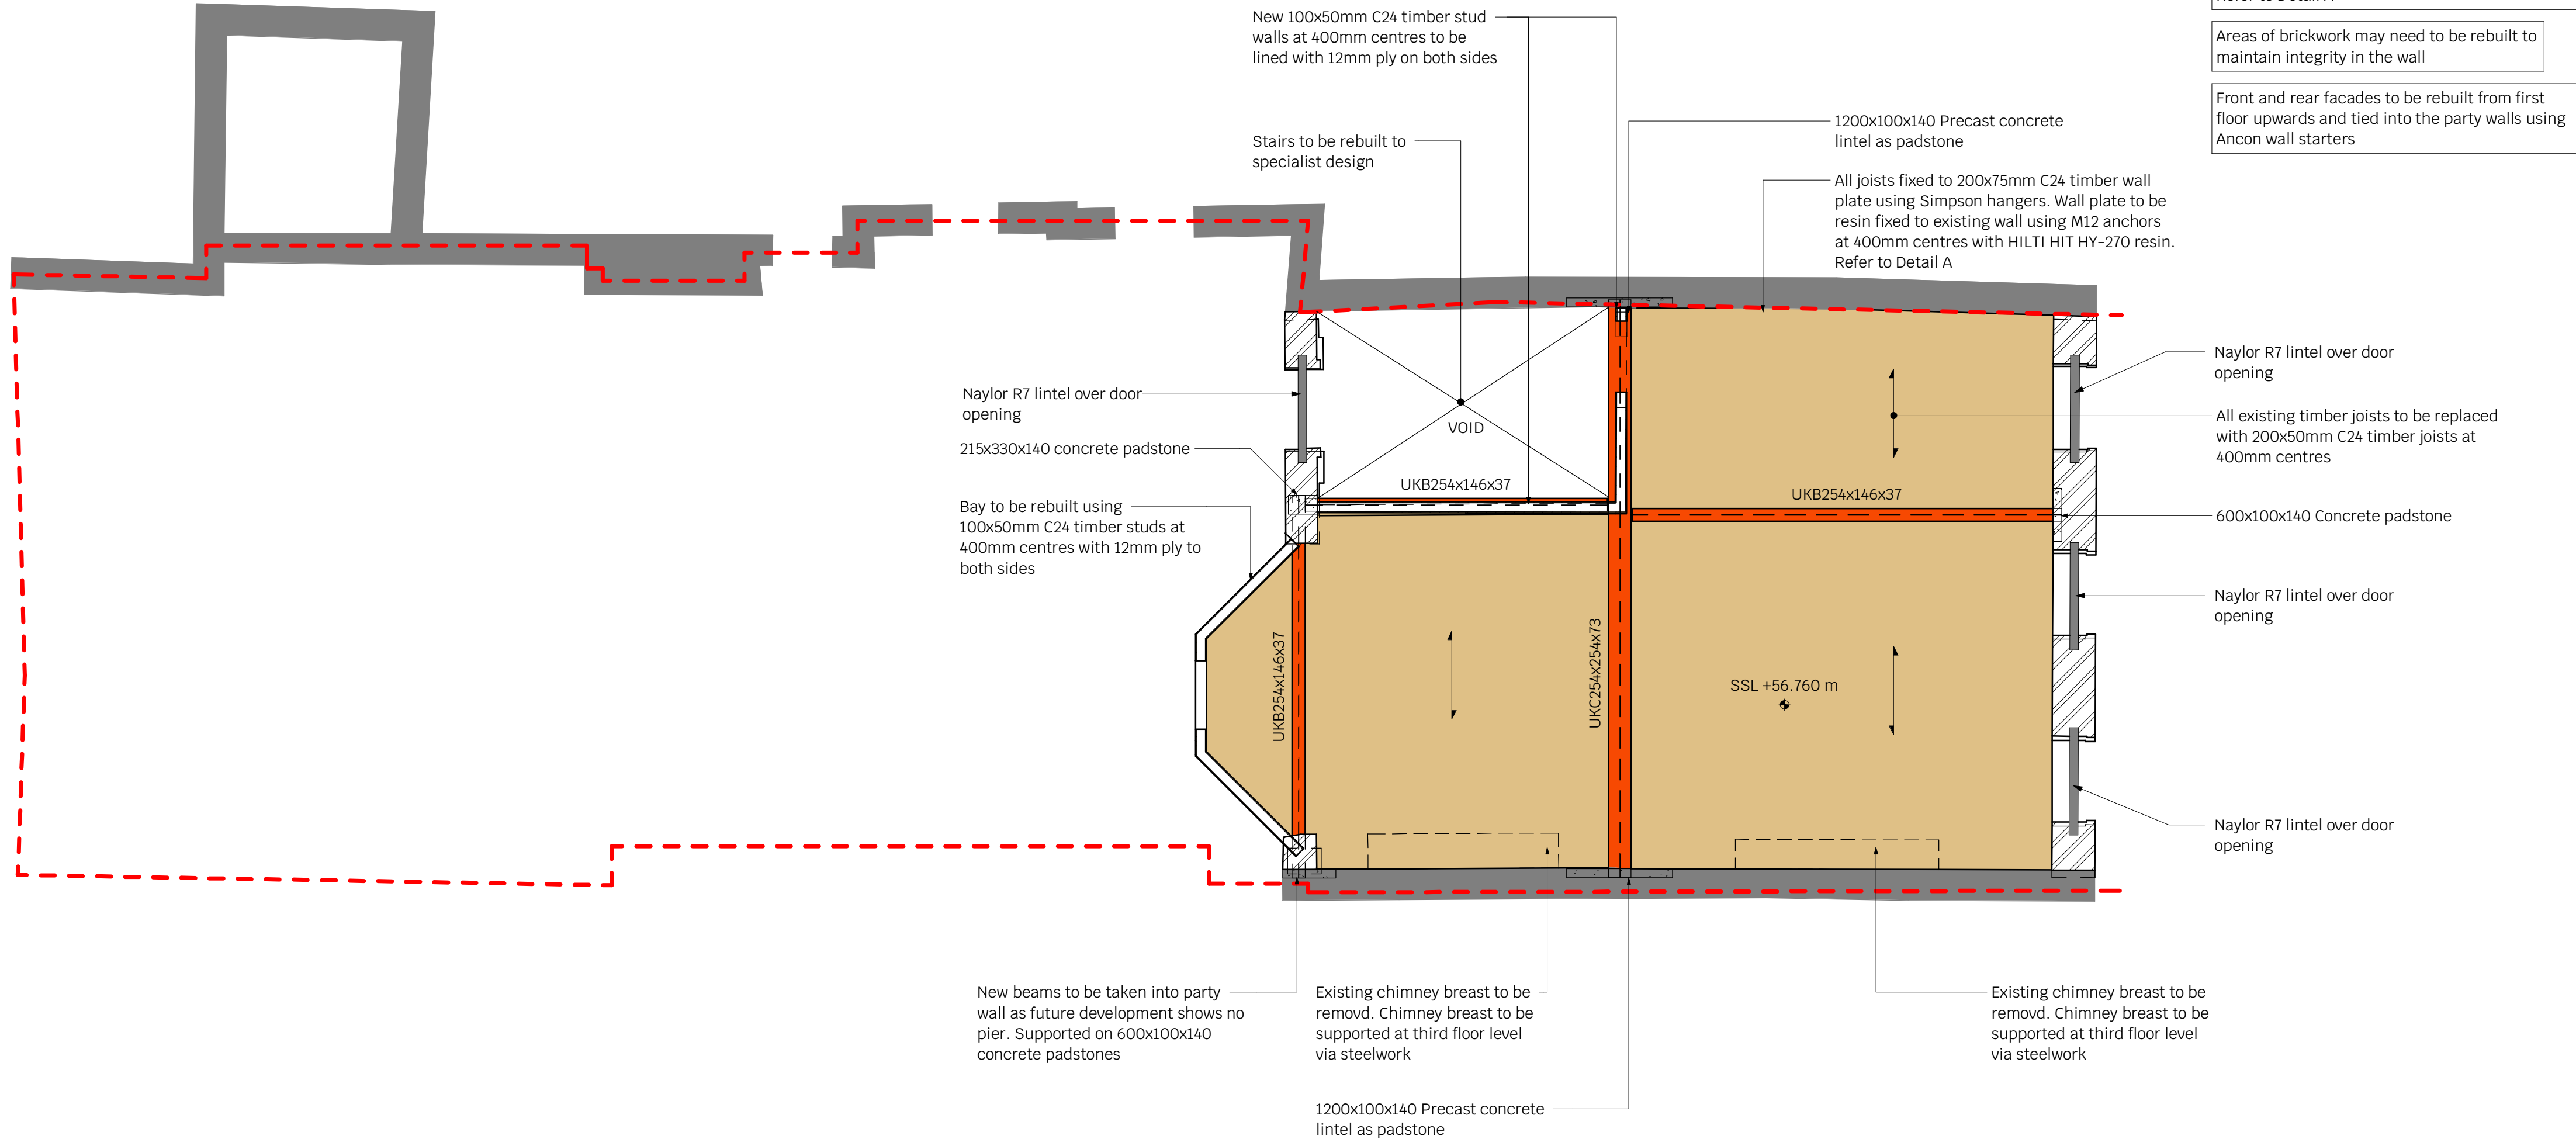 New 100x50mm C24 timber stud
walls at 400mm centres to be
lined with 12mm ply on both sides
Areas of brickwork may need to be rebuilt to
maintain integrity in the wall
Front and rear facades to be rebuilt from first
floor upwards and tied into the party walls using
Ancon wall starters
Stairs to be rebuilt to
specialist design
1200x100x140 Precast concrete
lintel as padstone
All joists fixed to 200x75mm C24 timber wall
plate using Simpson hangers. Wall plate to be
resin fixed to existing wall using M12 anchors
at 400mm centres with HILTI HIT HY-270 resin.
Refer to Detail A
Naylor R7 lintel over door
opening
215x330x140 concrete padstone
Bay to be rebuilt using
100x50mm C24 timber studs at
400mm centres with 12mm ply to
both sides
VOID
UKB254x146x37
UKB254x146x37
UKB254x146x37
UKC254x254x73
SSL +56.760 m
Naylor R7 lintel over door
opening
All existing timber joists to be replaced
with 200x50mm C24 timber joists at
400mm centres
600x100x140 Concrete padstone
Naylor R7 lintel over door
opening
Naylor R7 lintel over door
opening
New beams to be taken into party
wall as future development shows no
pier. Supported on 600x100x140
concrete padstones
Existing chimney breast to be
removd. Chimney breast to be
supported at third floor level
via steelwork
Existing chimney breast to be
removd. Chimney breast to be
supported at third floor level
via steelwork
1200x100x140 Precast concrete
lintel as padstone